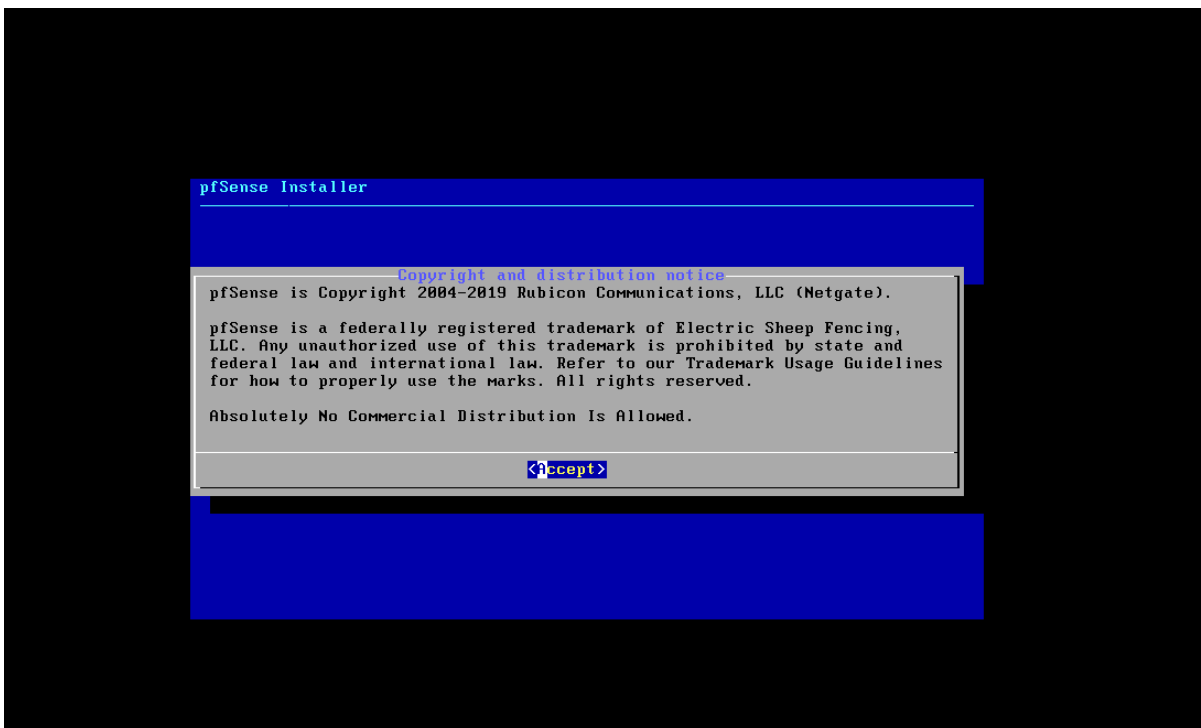 pfSense Installer
Copyright and distribution notice
pfSense is Copyright 2004-2019 Rubicon Communications, LLC (Netgate).
pfSense is a federally registered trademark of Electric Sheep Fencing,
LLC. Any unauthorized use of this trademark is prohibited by state and
federal law and international law. Refer to our Trademark Usage Guidelines
for how to properly use the marks. All rights reserved.
Absolutely No Commercial Distribution Is Allowed.
<Accept>